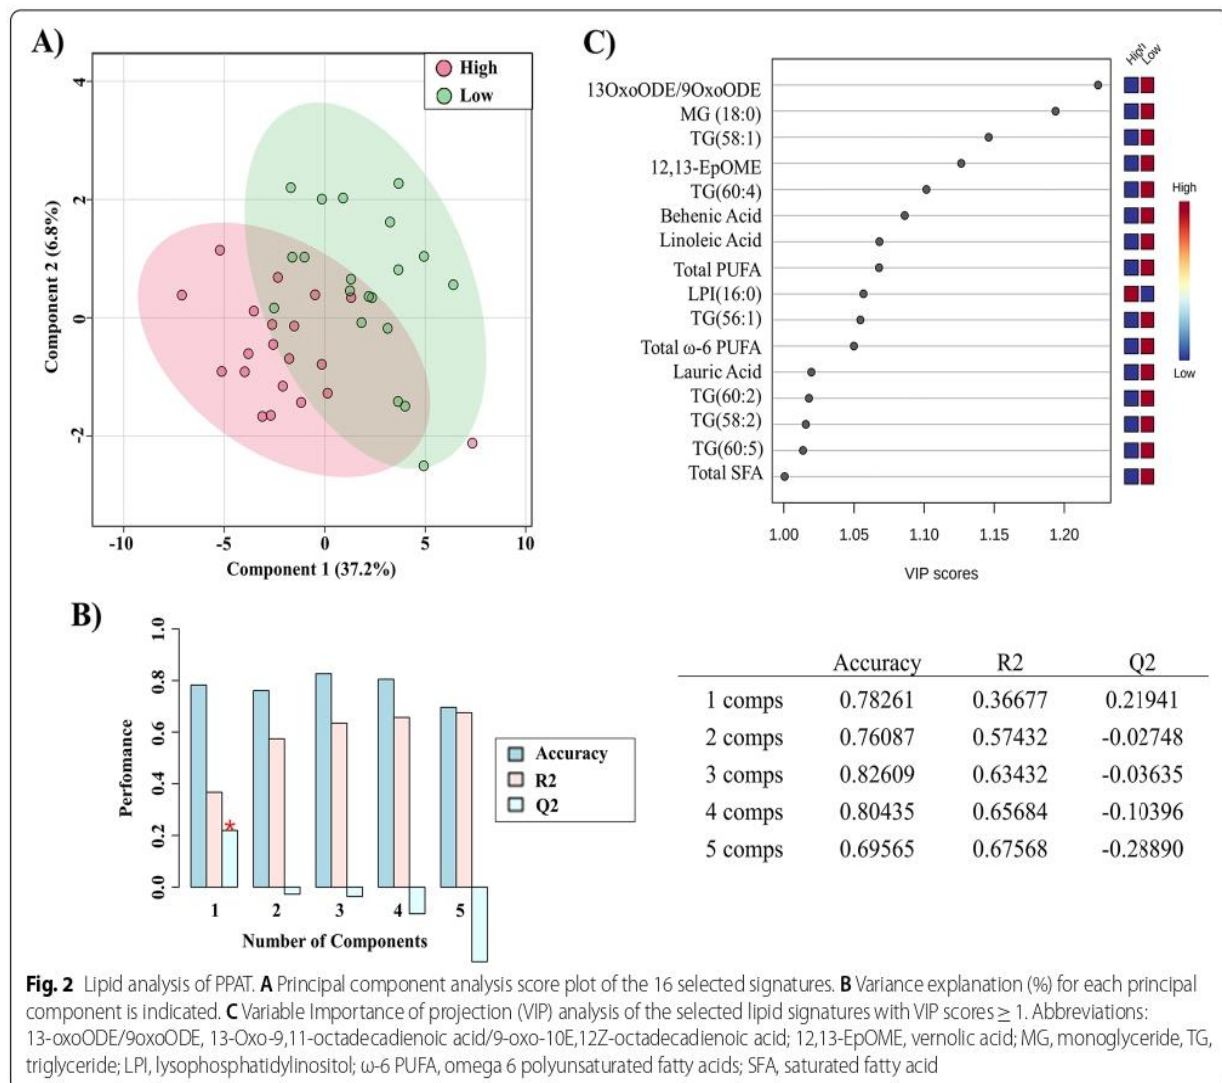 A)
High
Low
4
2
0
-2
-10
-5
0
5
10
Component 2 (6.8%)
Component 1 (37.2%)
C)
High
Low
13OxoODE/9OxoODE
MG (18:0)
TG(58:1)
12,13-EpOME
TG(60:4)
Behenic Acid
Linoleic Acid
Total PUFA
LPI(16:0)
TG(56:1)
Total ω-6 PUFA
Lauric Acid
TG(60:2)
TG(58:2)
TG(60:5)
Total SFA
1.00
1.05
1.10
1.15
1.20
VIP scores
High
Low
B)
1.0
0.8
0.6
0.4
0.2
0.0
Perfomance
*
1
2
3
4
5
Number of Components
Accuracy
R2
Q2
Accuracy R2 Q2
1 comps 0.78261 0.36677 0.21941
2 comps 0.76087 0.57432 -0.02748
3 comps 0.82609 0.63432 -0.03635
4 comps 0.80435 0.65684 -0.10396
5 comps 0.69565 0.67568 -0.28890
Fig. 2 Lipid analysis of PPAT. A Principal component analysis score plot of the 16 selected signatures. B Variance explanation (%) for each principal
component is indicated. C Variable Importance of projection (VIP) analysis of the selected lipid signatures with VIP scores ≥ 1. Abbreviations:
13-oxoODE/9oxoODE, 13-Oxo-9,11-octadecadienoic acid/9-oxo-10E,12Z-octadecadienoic acid; 12,13-EpOME, vernolic acid; MG, monoglyceride, TG,
triglyceride; LPI, lysophosphatidylinositol; ω-6 PUFA, omega 6 polyunsaturated fatty acids; SFA, saturated fatty acid